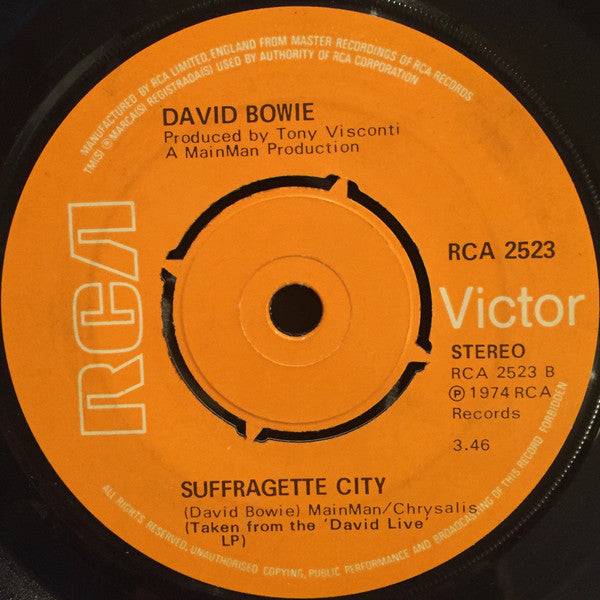 MANUFACTURED BY RCA LIMITED, ENGLAND FROM MASTER RECORDINGS OF RCA RECORDS
TM(S) ® MARCA(S) REGISTRADA(S) USED BY AUTHORITY OF RCA CORPORATION
DAVID BOWIE
Produced by Tony Visconti
A MainMan Production
RCA
RCA 2523
Victor
STEREO
RCA 2523 B
℗ 1974 RCA
Records
3.46
SUFFRAGETTE CITY
(David Bowie) MainMan/Chrysalis
(Taken from the 'David Live'
LP)
ALL RIGHTS RESERVED, UNAUTHORISED COPYING, PUBLIC PERFORMANCE AND BROADCASTING OF THIS RECORD FORBIDDEN